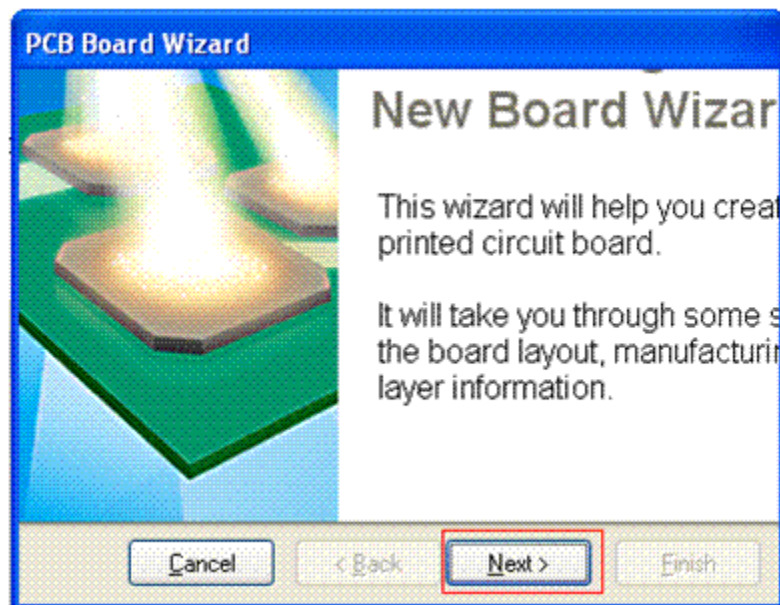 PCB Board Wizard
New Board Wizar
This wizard will help you creat
printed circuit board.
It will take you through some s
the board layout, manufacturin
layer information.
Cancel
< Back
Next >
Finish